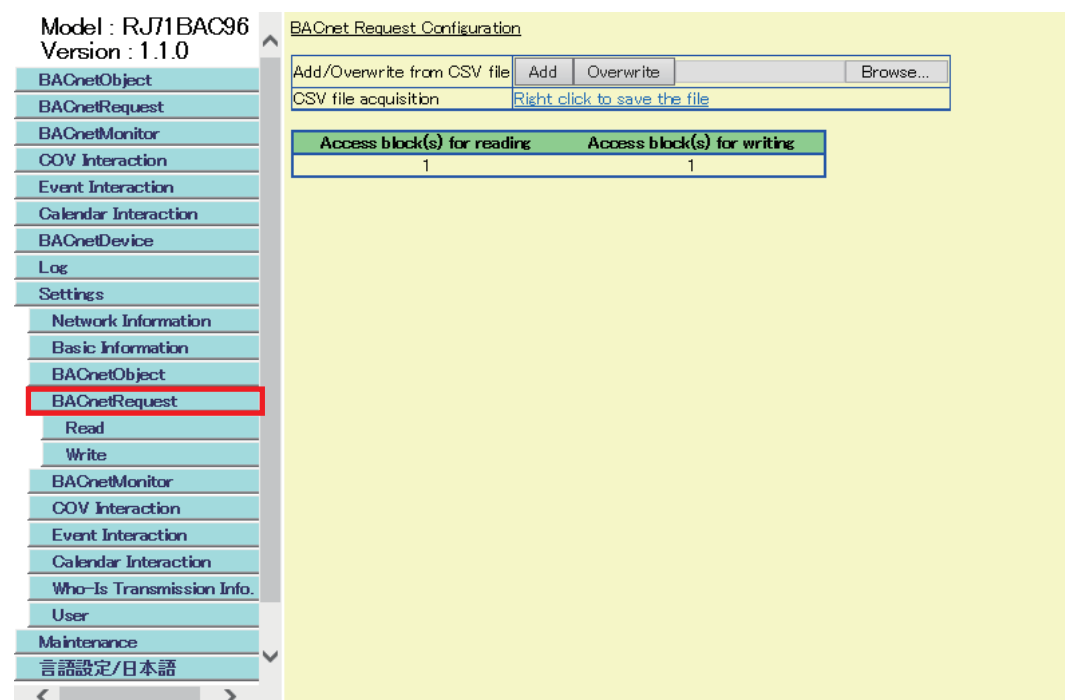 Model : RJ71BAC96
Version : 1.1.0
BACnetObject
BACnetRequest
BACnetMonitor
COV Interaction
Event Interaction
Calendar Interaction
BACnetDevice
Log
Settings
Network Information
Basic Information
BACnetObject
BACnetRequest
Read
Write
BACnetMonitor
COV Interaction
Event Interaction
Calendar Interaction
Who-Is Transmission Info.
User
Maintenance
言語設定/日本語
BACnet Request Configuration
Add/Overwrite from CSV file Add Overwrite Browse...
CSV file acquisition Right click to save the file
Access block(s) for reading Access block(s) for writing
1 1